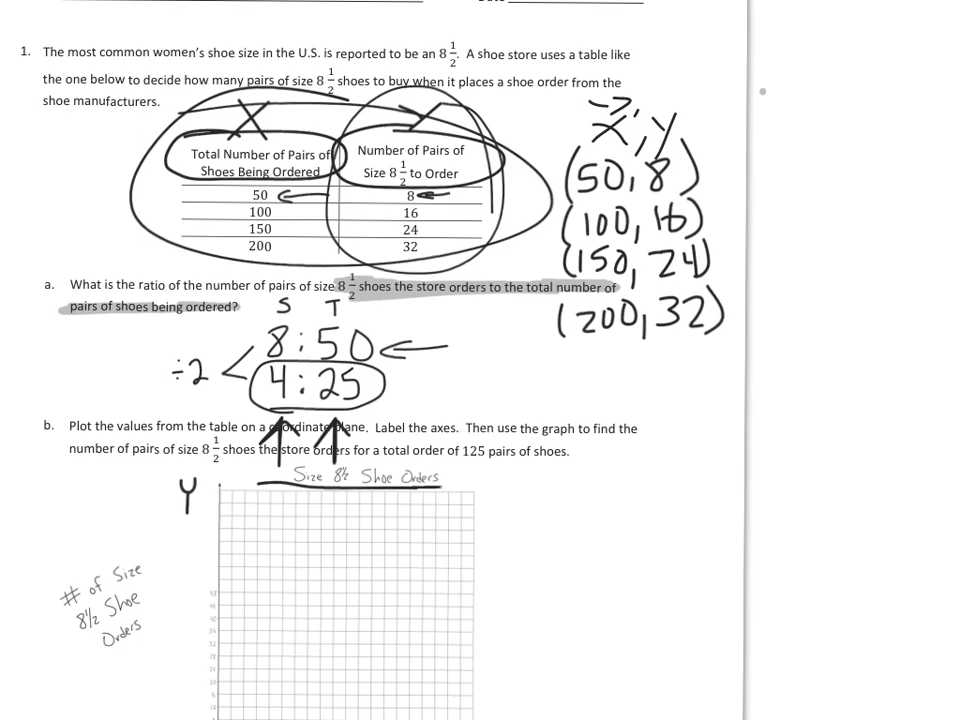 1. The most common women's shoe size in the U.S. is reported to be an 8 1/2. A shoe store uses a table like
the one below to decide how many pairs of size 8 1/2 shoes to buy when it places a shoe order from the
shoe manufacturers.
X Y
Total Number of Pairs of Shoes Being Ordered
Number of Pairs of Size 8 1/2 to Order
50 8
100 16
150 24
200 32
X, Y
(50, 8)
(100, 16)
(150, 24)
(200, 32)
a. What is the ratio of the number of pairs of size 8 1/2 shoes the store orders to the total number of
pairs of shoes being ordered?
S T
8 : 50
÷2
4 : 25
b. Plot the values from the table on a coordinate plane. Label the axes. Then use the graph to find the
number of pairs of size 8 1/2 shoes the store orders for a total order of 125 pairs of shoes.
Size 8½ Shoe Orders
Y
# of Size
8½ Shoe
Orders